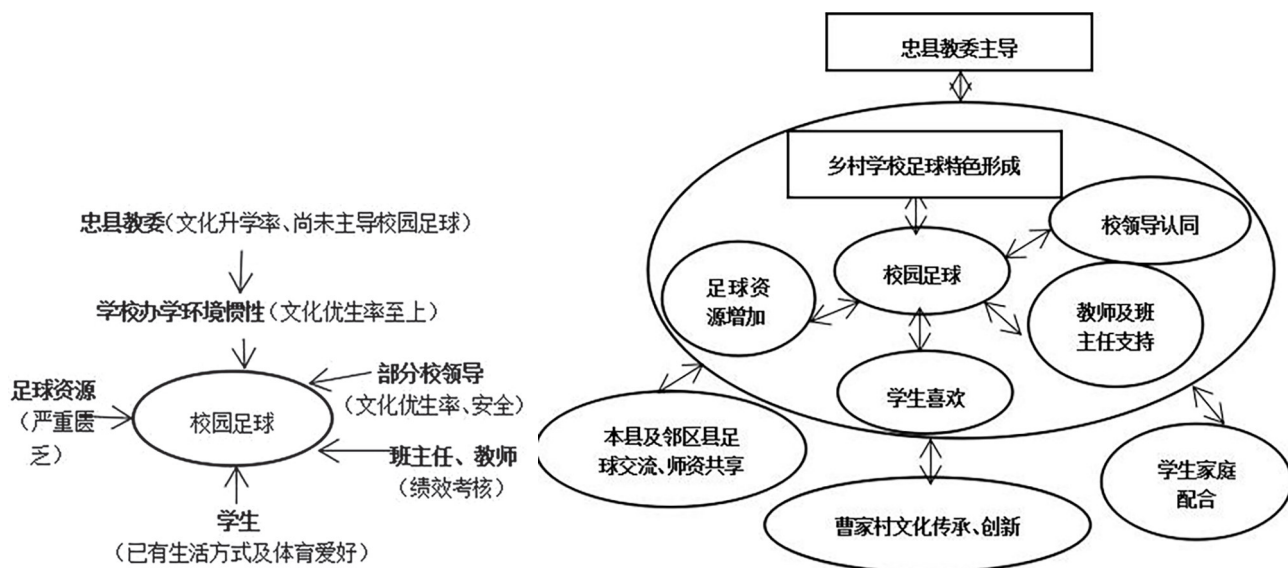 忠县教委(文化升学率、尚未主导校园足球)
学校办学环境惯性(文化优生率至上)
足球资源
(严重匮
乏)
校园足球
部分校领导
(文化优生率、安全)
班主任、教师
(绩效考核)
学生
(已有生活方式及体育爱好)
忠县教委主导
乡村学校足球特色形成
校领导认同
足球资
源增加
校园足球
教师及班
主任支持
学生喜欢
本县及邻区县足
球交流、师资共享
学生家庭
配合
曹家村文化传承、创新